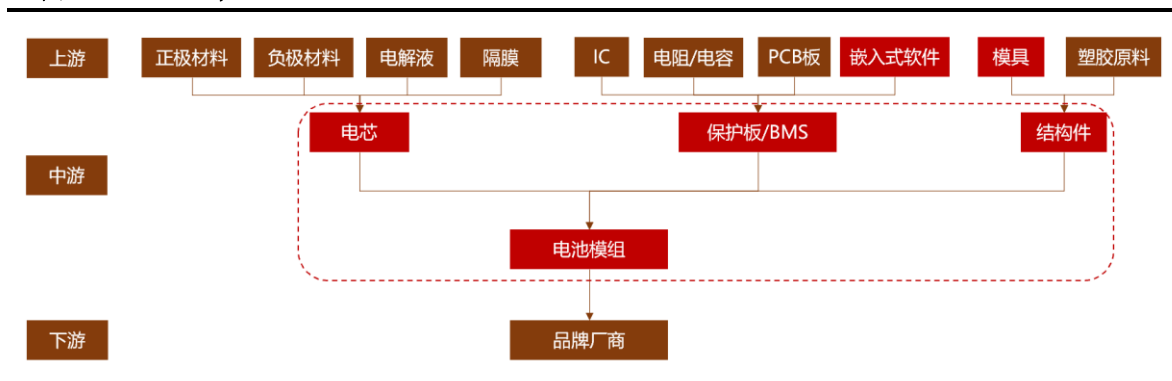 上游
正极材料
负极材料
电解液
隔膜
IC
电阻/电容
PCB板
嵌入式软件
模具
塑胶原料
电芯
保护板/BMS
结构件
中游
电池模组
下游
品牌厂商